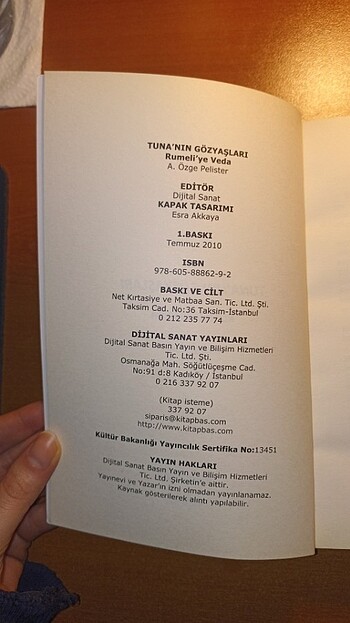 TUNA'NIN GÖZYAŞLARI
Rumeli'ye Veda
A. Özge Pelister
EDİTÖR
Dijital Sanat
KAPAK TASARIMI
Esra Akkaya
1.BASKI
Temmuz 2010
ISBN
978-605-88862-9-2
BASKI VE CİLT
Net Kırtasiye ve Matbaa San. Tic. Ltd. Şti.
Taksim Cad. No:36 Taksim-İstanbul
0 212 235 77 74
DİJİTAL SANAT YAYINLARI
Dijital Sanat Basın Yayın ve Bilişim Hizmetleri
Tic. Ltd. Şti.
Osmanağa Mah. Söğütlüçeşme Cad.
No:91 d:8 Kadıköy / İstanbul
0 216 337 92 07
(Kitap isteme)
337 92 07
siparis@kitapbas.com
http://www.kitapbas.com
Kültür Bakanlığı Yayıncılık Sertifika No:13451
YAYIN HAKLARI
Dijital Sanat Basın Yayın ve Bilişim Hizmetleri
Tic. Ltd. Şirketin'e aittir.
Yayınevi ve Yazar'ın izni olmadan yayınlanamaz.
Kaynak gösterilerek alıntı yapılabilir.